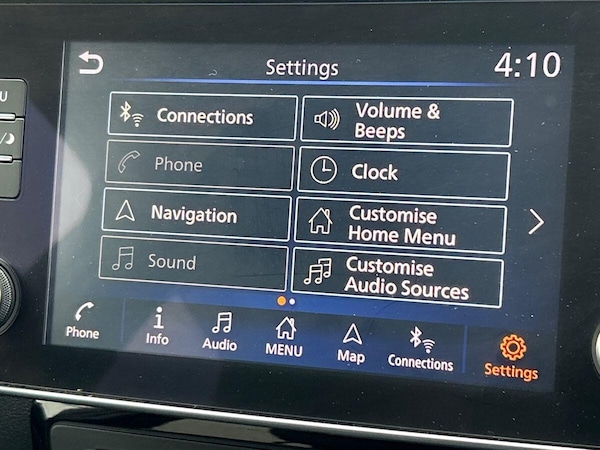 Settings
4:10
Connections
Volume &
Beeps
Phone
Clock
Navigation
Customise
Home Menu
Sound
Customise
Audio Sources
Phone
Info
Audio
MENU
Map
Connections
Settings